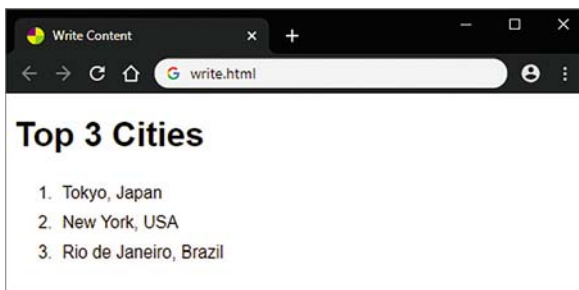 Write Content
write.html
Top 3 Cities
1. Tokyo, Japan
2. New York, USA
3. Rio de Janeiro, Brazil